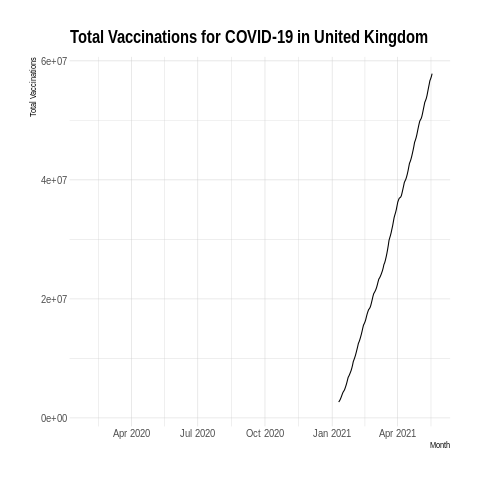 Total Vaccinations for COVID-19 in United Kingdom
Total Vaccinations
6e+07
4e+07
2e+07
0e+00
Apr 2020 Jul 2020 Oct 2020 Jan 2021 Apr 2021
Month